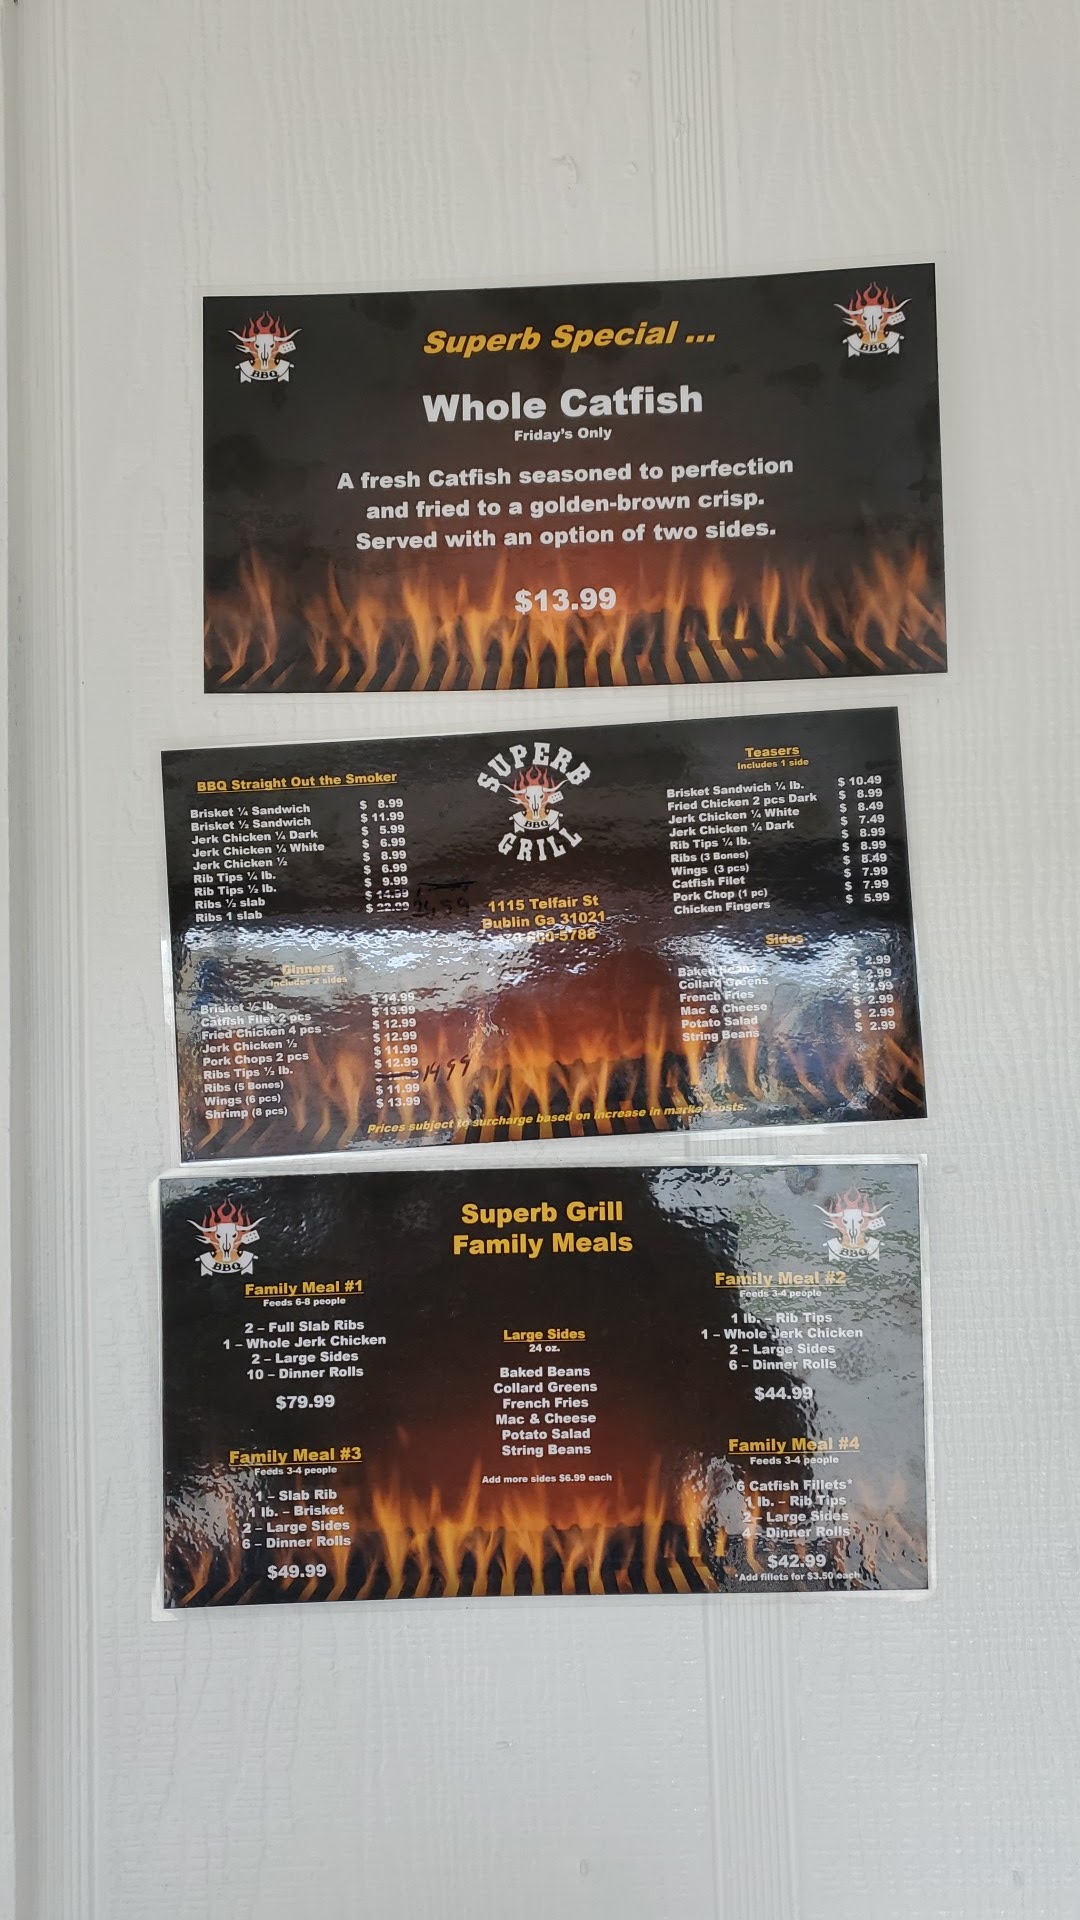 BBQ
BBQ
Superb Special ...
Whole Catfish
Friday's Only
A fresh Catfish seasoned to perfection
and fried to a golden-brown crisp.
Served with an option of two sides.
$13.99
SUPERB
BBQ
GRILL
1115 Telfair St
Dublin Ga 31021
BBQ Straight Out the Smoker
Brisket ¼ Sandwich $ 8.99
Brisket ½ Sandwich $ 11.99
Jerk Chicken ¼ Dark $ 5.99
Jerk Chicken ¼ White $ 6.99
Jerk Chicken ½ $ 8.99
Rib Tips ¼ lb. $ 6.99
Rib Tips ½ lb. $ 9.99
Ribs ½ slab $ 14.99
Ribs 1 slab $ 22.99
Dinners
Includes 2 sides
Brisket ½ lb. $ 14.99
Catfish Filet 2 pcs $ 13.99
Fried Chicken 4 pcs $ 12.99
Jerk Chicken ½ $ 12.99
Pork Chops 2 pcs $ 11.99
Ribs Tips ½ lb. $ 12.99
Ribs (5 Bones) 1499
Wings (6 pcs) $ 11.99
Shrimp (8 pcs) $ 13.99
Teasers
Includes 1 side
Brisket Sandwich ¼ lb. $ 10.49
Fried Chicken 2 pcs Dark $ 8.99
Jerk Chicken ¼ White $ 8.49
Jerk Chicken ¼ Dark $ 7.49
Rib Tips ¼ lb. $ 8.99
Ribs (3 Bones) $ 8.99
Wings (3 pcs) $ 8.49
Catfish Filet $ 7.99
Pork Chop (1 pc) $ 7.99
Chicken Fingers $ 5.99
Sides
Baked Beans $ 2.99
Collard Greens $ 2.99
French Fries $ 2.99
Mac & Cheese $ 2.99
Potato Salad $ 2.99
String Beans $ 2.99
Prices subject to surcharge based on increase in market costs.
BBQ
BBQ
Superb Grill
Family Meals
Family Meal #1
Feeds 6-8 people
2 – Full Slab Ribs
1 – Whole Jerk Chicken
2 – Large Sides
10 – Dinner Rolls
$79.99
Family Meal #2
Feeds 3-4 people
1 lb. – Rib Tips
1 – Whole Jerk Chicken
2 – Large Sides
6 – Dinner Rolls
$44.99
Large Sides
24 oz.
Baked Beans
Collard Greens
French Fries
Mac & Cheese
Potato Salad
String Beans
Add more sides $6.99 each
Family Meal #3
Feeds 3-4 people
1 – Slab Rib
1 lb. – Brisket
2 – Large Sides
6 – Dinner Rolls
$49.99
Family Meal #4
Feeds 3-4 people
6 Catfish Fillets*
1 lb. – Rib Tips
2 – Large Sides
4 – Dinner Rolls
$42.99
*Add fillets for $3.50 each